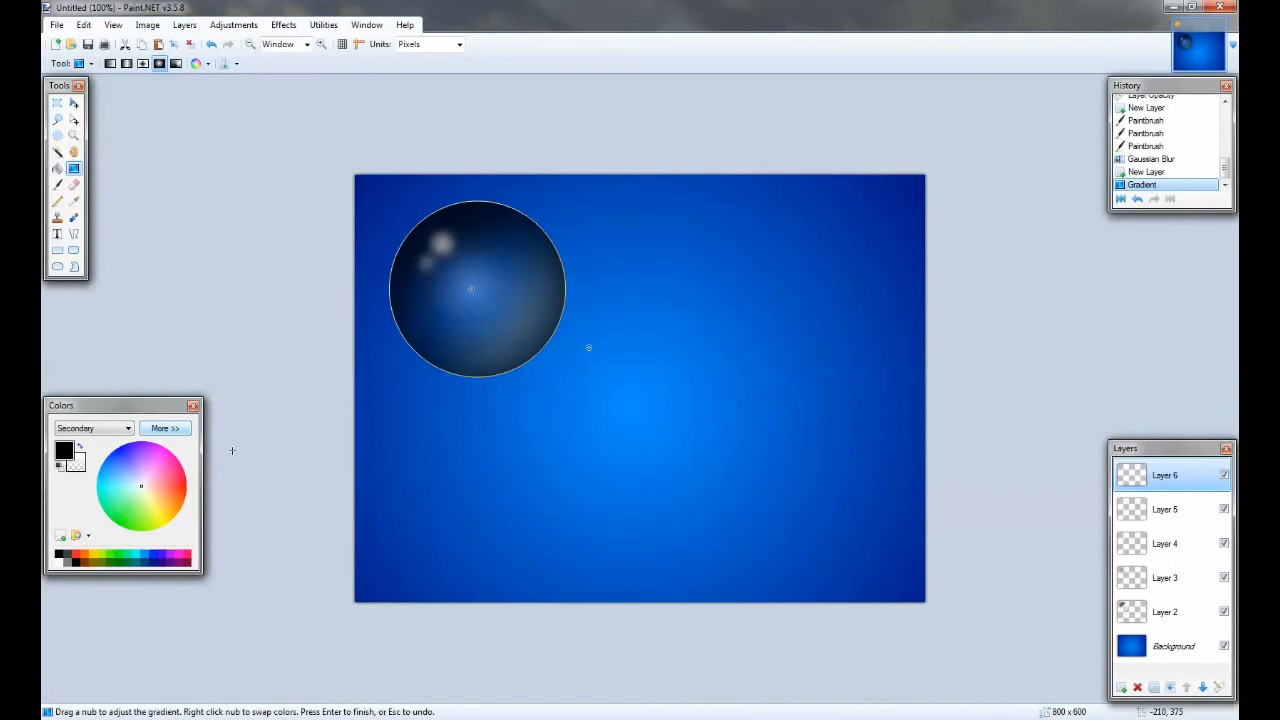 Untitled (100%) - Paint.NET v3.5.8
File Edit View Image Layers Adjustments Effects Utilities Window Help
Window Units: Pixels
Tool:
Tools
History
Layer Opacity
New Layer
Paintbrush
Paintbrush
Paintbrush
Gaussian Blur
New Layer
Gradient
Colors
Secondary More >>
Layers
Layer 6
Layer 5
Layer 4
Layer 3
Layer 2
Background
Drag a nub to adjust the gradient. Right click nub to swap colors. Press Enter to finish, or Esc to undo. 800 x 600 -210, 375